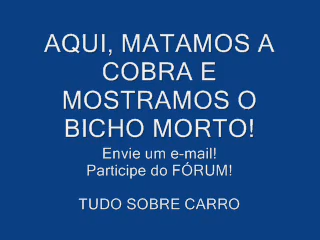 AQUI, MATAMOS A
COBRA E
MOSTRAMOS O
BICHO MORTO!
Envie um e-mail!
Participe do FÓRUM!
TUDO SOBRE CARRO